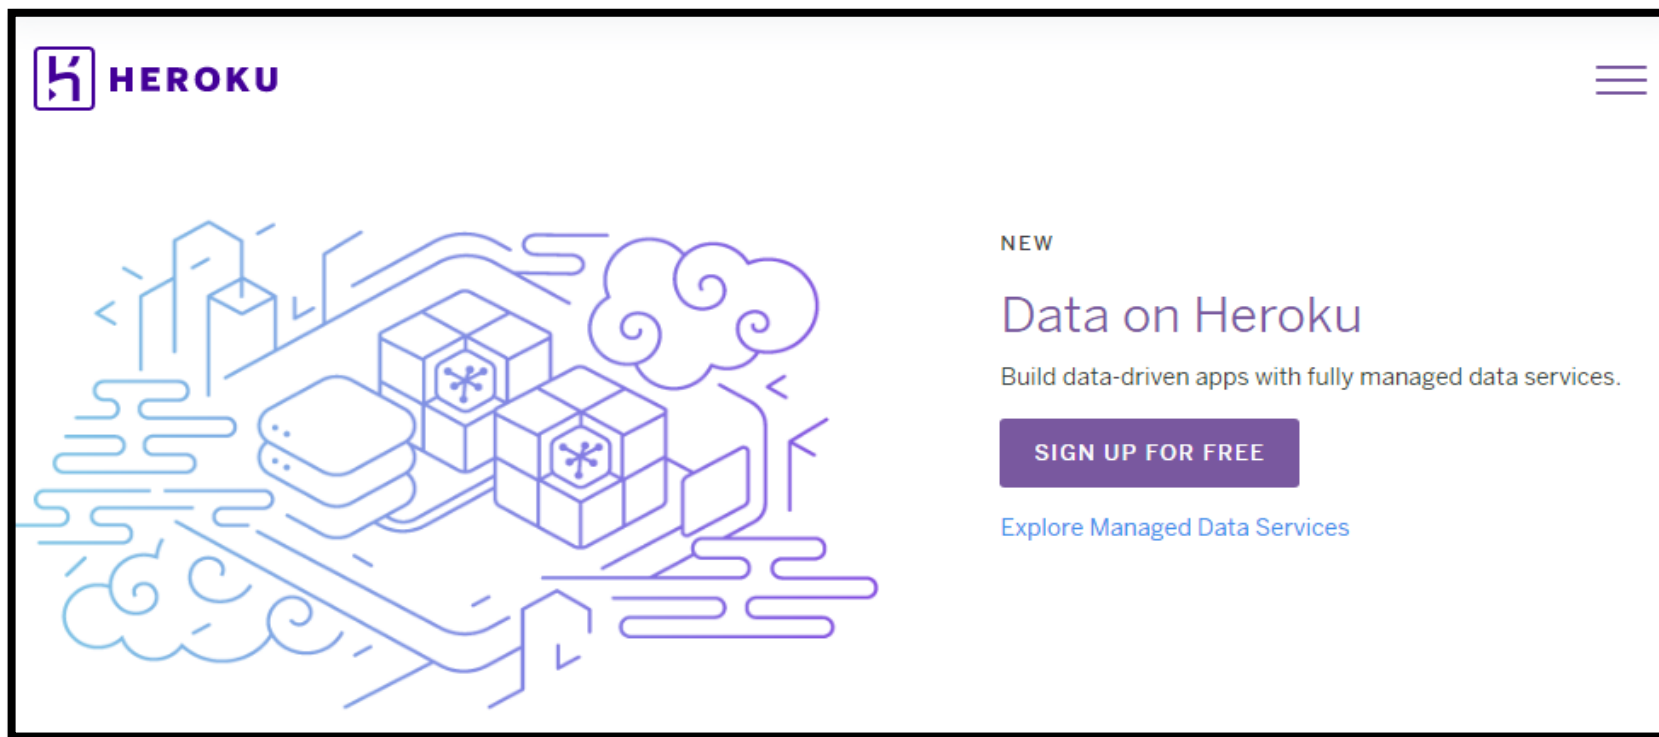 HEROKU
NEW
Data on Heroku
Build data-driven apps with fully managed data services.
SIGN UP FOR FREE
Explore Managed Data Services